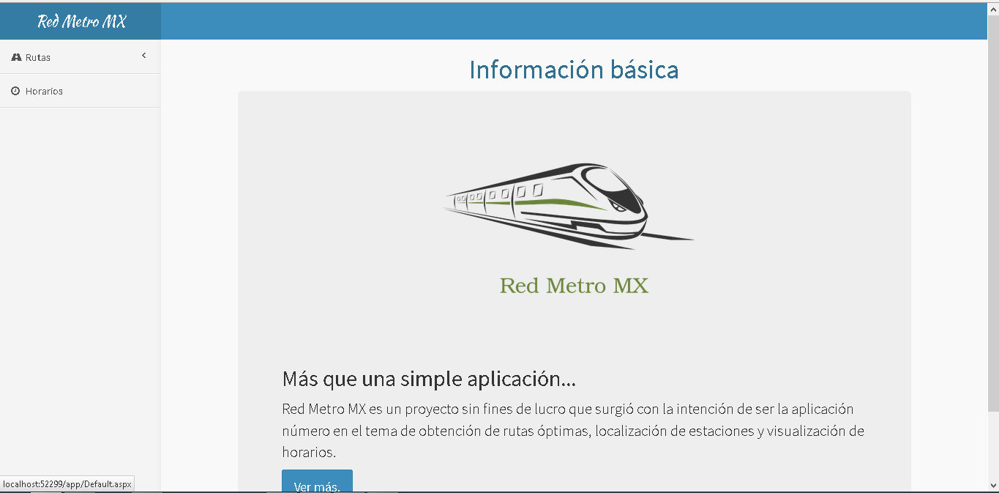 Red Metro MX
Rutas
Horarios
Información básica
Red Metro MX
Más que una simple aplicación...
Red Metro MX es un proyecto sin fines de lucro que surgió con la intención de ser la aplicación
número en el tema de obtención de rutas óptimas, localización de estaciones y visualización de
horarios.
Ver más.
localhost:52299/app/Default.aspx